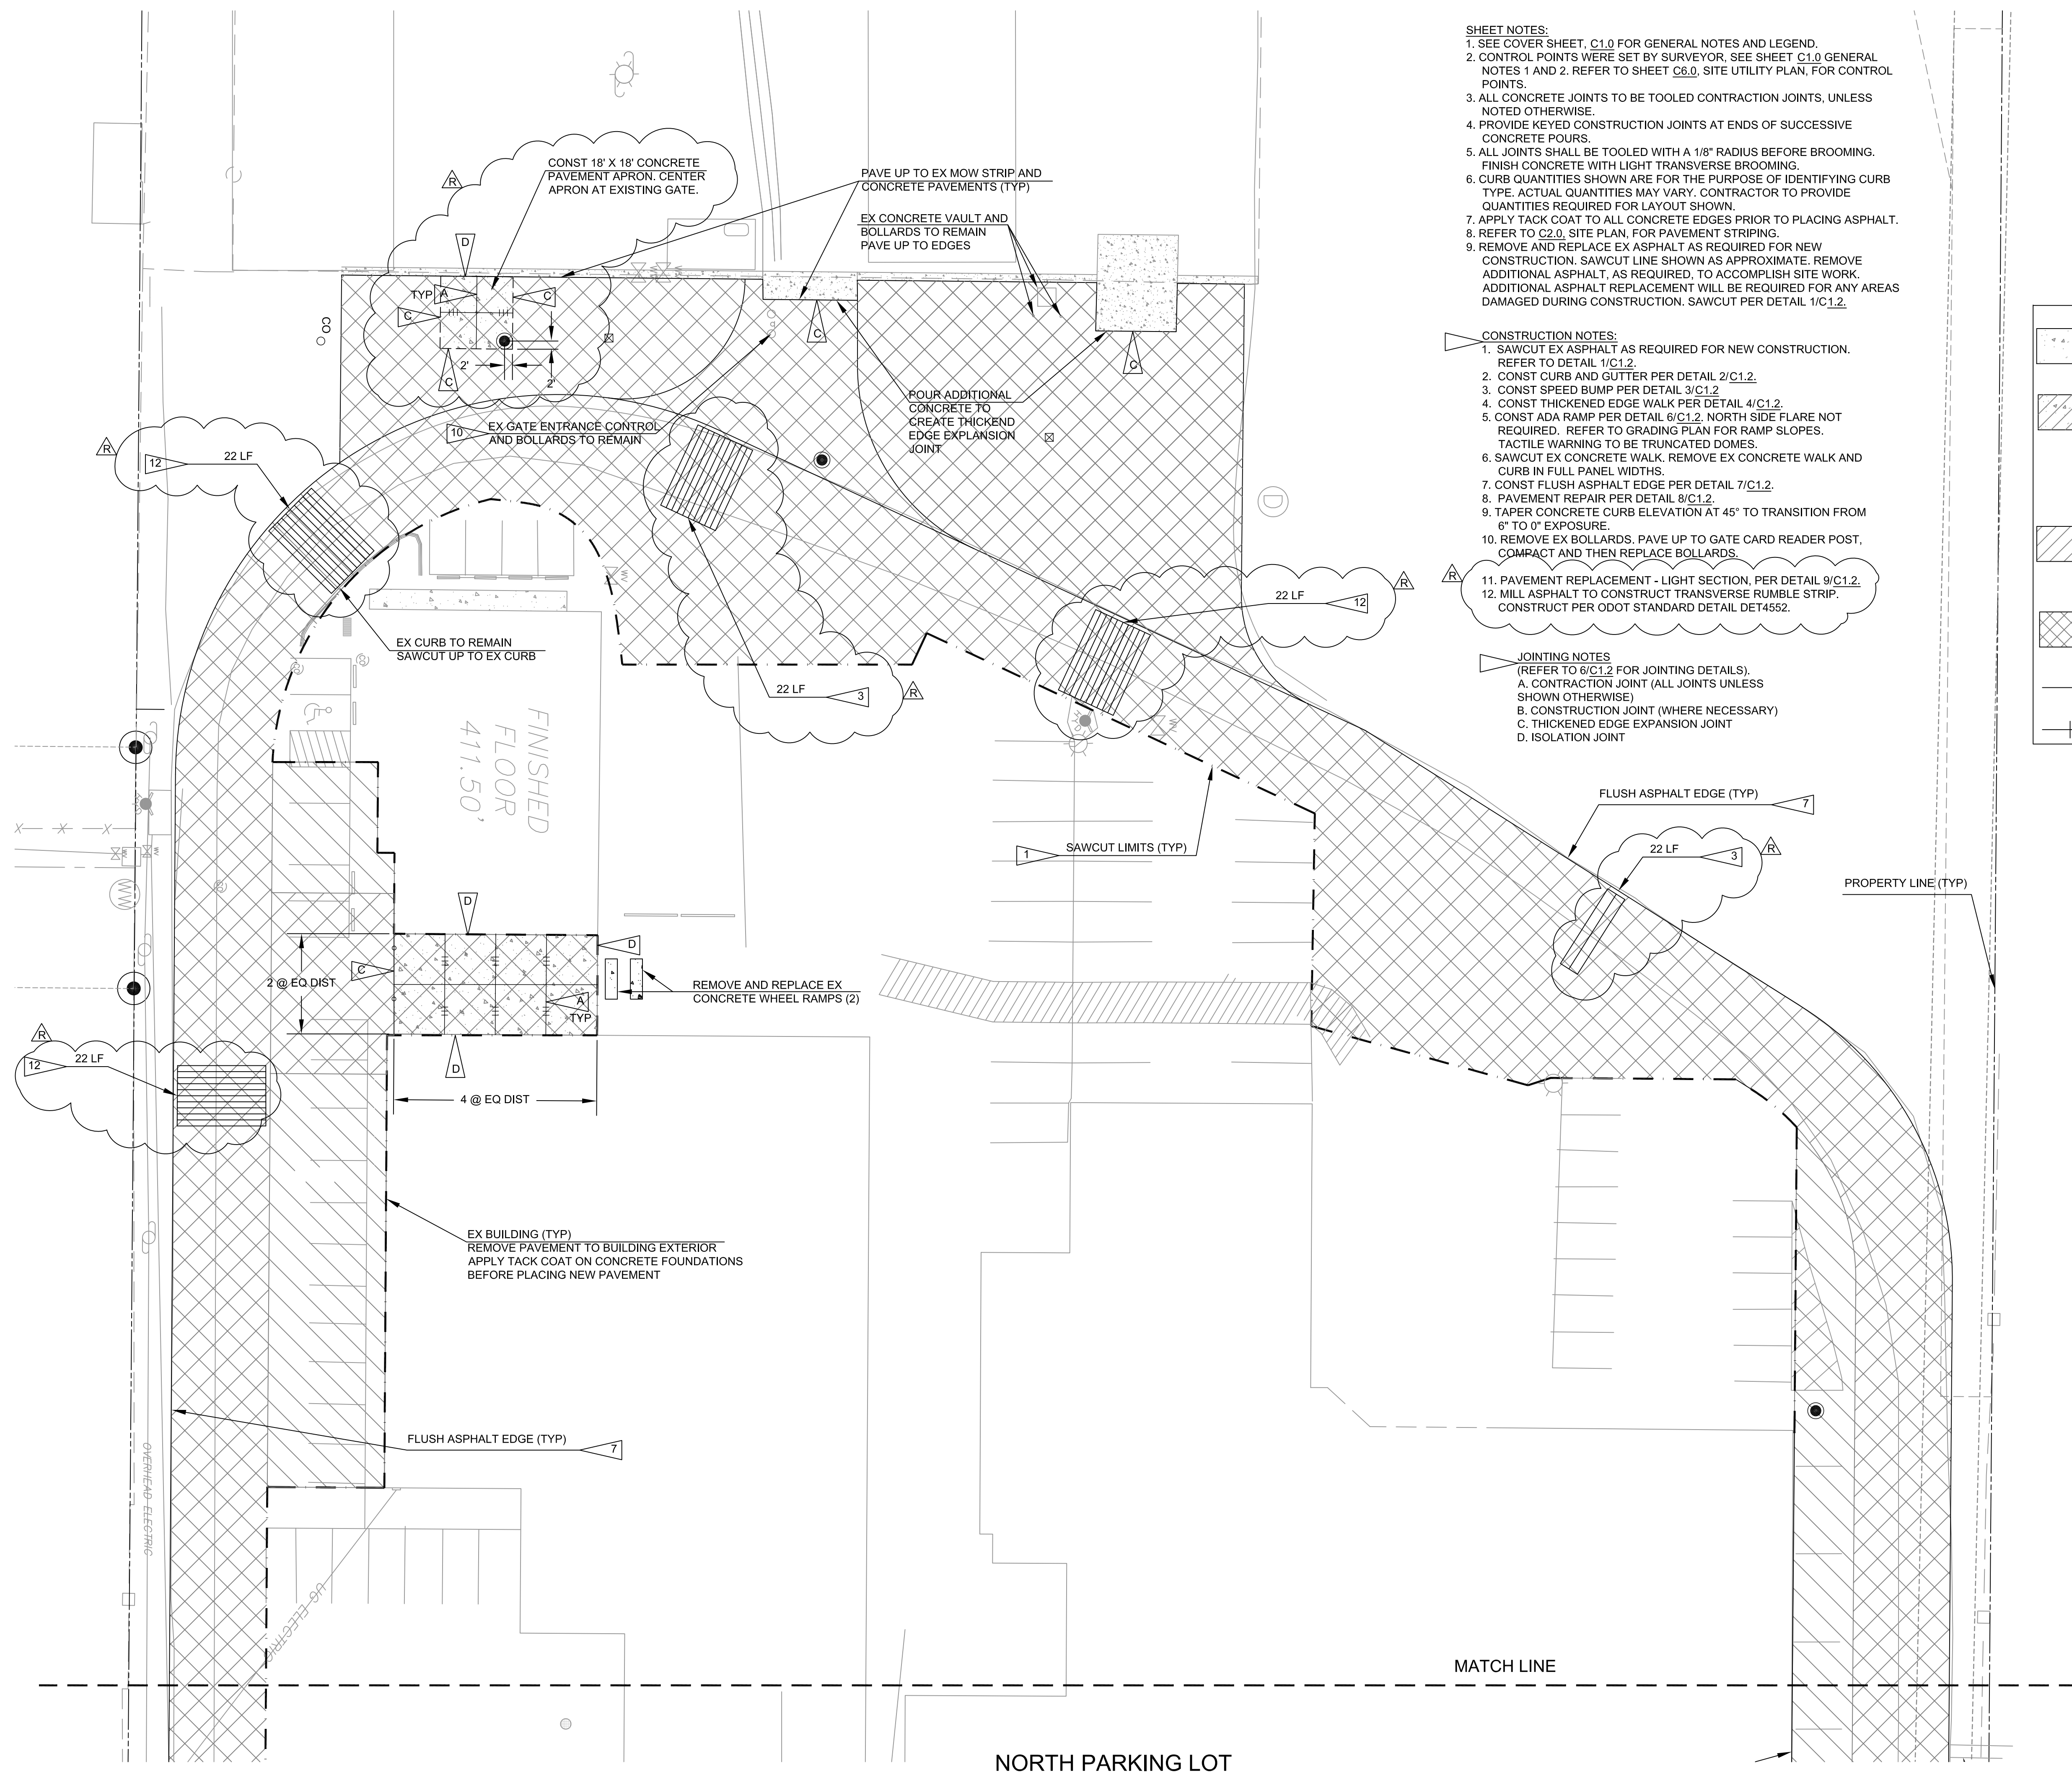 SHEET NOTES:
1. SEE COVER SHEET, C1.0 FOR GENERAL NOTES AND LEGEND.
2. CONTROL POINTS WERE SET BY SURVEYOR, SEE SHEET C1.0 GENERAL
NOTES 1 AND 2. REFER TO SHEET C6.0, SITE UTILITY PLAN, FOR CONTROL
POINTS.
3. ALL CONCRETE JOINTS TO BE TOOLED CONTRACTION JOINTS, UNLESS
NOTED OTHERWISE.
4. PROVIDE KEYED CONSTRUCTION JOINTS AT ENDS OF SUCCESSIVE
CONCRETE POURS.
5. ALL JOINTS SHALL BE TOOLED WITH A 1/8" RADIUS BEFORE BROOMING.
FINISH CONCRETE WITH LIGHT TRANSVERSE BROOMING.
6. CURB QUANTITIES SHOWN ARE FOR THE PURPOSE OF IDENTIFYING CURB
TYPE. ACTUAL QUANTITIES MAY VARY. CONTRACTOR TO PROVIDE
QUANTITIES REQUIRED FOR LAYOUT SHOWN.
7. APPLY TACK COAT TO ALL CONCRETE EDGES PRIOR TO PLACING ASPHALT.
8. REFER TO C2.0, SITE PLAN, FOR PAVEMENT STRIPING.
9. REMOVE AND REPLACE EX ASPHALT AS REQUIRED FOR NEW
CONSTRUCTION. SAWCUT LINE SHOWN AS APPROXIMATE. REMOVE
ADDITIONAL ASPHALT, AS REQUIRED, TO ACCOMPLISH SITE WORK.
ADDITIONAL ASPHALT REPLACEMENT WILL BE REQUIRED FOR ANY AREAS
DAMAGED DURING CONSTRUCTION. SAWCUT PER DETAIL 1/C1.2.
CONSTRUCTION NOTES:
1. SAWCUT EX ASPHALT AS REQUIRED FOR NEW CONSTRUCTION.
REFER TO DETAIL 1/C1.2.
2. CONST CURB AND GUTTER PER DETAIL 2/C1.2.
3. CONST SPEED BUMP PER DETAIL 3/C1.2
4. CONST THICKENED EDGE WALK PER DETAIL 4/C1.2.
5. CONST ADA RAMP PER DETAIL 6/C1.2. NORTH SIDE FLARE NOT
REQUIRED. REFER TO GRADING PLAN FOR RAMP SLOPES.
TACTILE WARNING TO BE TRUNCATED DOMES.
6. SAWCUT EX CONCRETE WALK. REMOVE EX CONCRETE WALK AND
CURB IN FULL PANEL WIDTHS.
7. CONST FLUSH ASPHALT EDGE PER DETAIL 7/C1.2.
8. PAVEMENT REPAIR PER DETAIL 8/C1.2.
9. TAPER CONCRETE CURB ELEVATION AT 45° TO TRANSITION FROM
6" TO 0" EXPOSURE.
10. REMOVE EX BOLLARDS. PAVE UP TO GATE CARD READER POST,
COMPACT AND THEN REPLACE BOLLARDS.
R
11. PAVEMENT REPLACEMENT - LIGHT SECTION, PER DETAIL 9/C1.2.
12. MILL ASPHALT TO CONSTRUCT TRANSVERSE RUMBLE STRIP.
CONSTRUCT PER ODOT STANDARD DETAIL DET4552.
JOINTING NOTES
(REFER TO 6/C1.2 FOR JOINTING DETAILS).
A. CONTRACTION JOINT (ALL JOINTS UNLESS
SHOWN OTHERWISE)
B. CONSTRUCTION JOINT (WHERE NECESSARY)
C. THICKENED EDGE EXPANSION JOINT
D. ISOLATION JOINT
CONST 18' X 18' CONCRETE
PAVEMENT APRON. CENTER
APRON AT EXISTING GATE.
R
PAVE UP TO EX MOW STRIP AND
CONCRETE PAVEMENTS (TYP)
EX CONCRETE VAULT AND
BOLLARDS TO REMAIN
PAVE UP TO EDGES
D
TYP
A
C
C
C
2'
2'
CO
C
C
POUR ADDITIONAL
CONCRETE TO
CREATE THICKEND
EDGE EXPLANSION
JOINT
10
EX GATE ENTRANCE CONTROL
AND BOLLARDS TO REMAIN
R
12
22 LF
EX CURB TO REMAIN
SAWCUT UP TO EX CURB
22 LF
3
R
22 LF
12
R
WV
WV
FINISHED
FLOOR
411.50'
1
SAWCUT LIMITS (TYP)
FLUSH ASPHALT EDGE (TYP)
7
22 LF
3
R
PROPERTY LINE (TYP)
D
D
C
2 @ EQ DIST
A
TYP
D
4 @ EQ DIST
REMOVE AND REPLACE EX
CONCRETE WHEEL RAMPS (2)
R
12
22 LF
EX BUILDING (TYP)
REMOVE PAVEMENT TO BUILDING EXTERIOR
APPLY TACK COAT ON CONCRETE FOUNDATIONS
BEFORE PLACING NEW PAVEMENT
FLUSH ASPHALT EDGE (TYP)
7
OVERHEAD ELECTRIC
UG ELECTRIC
MATCH LINE
NORTH PARKING LOT